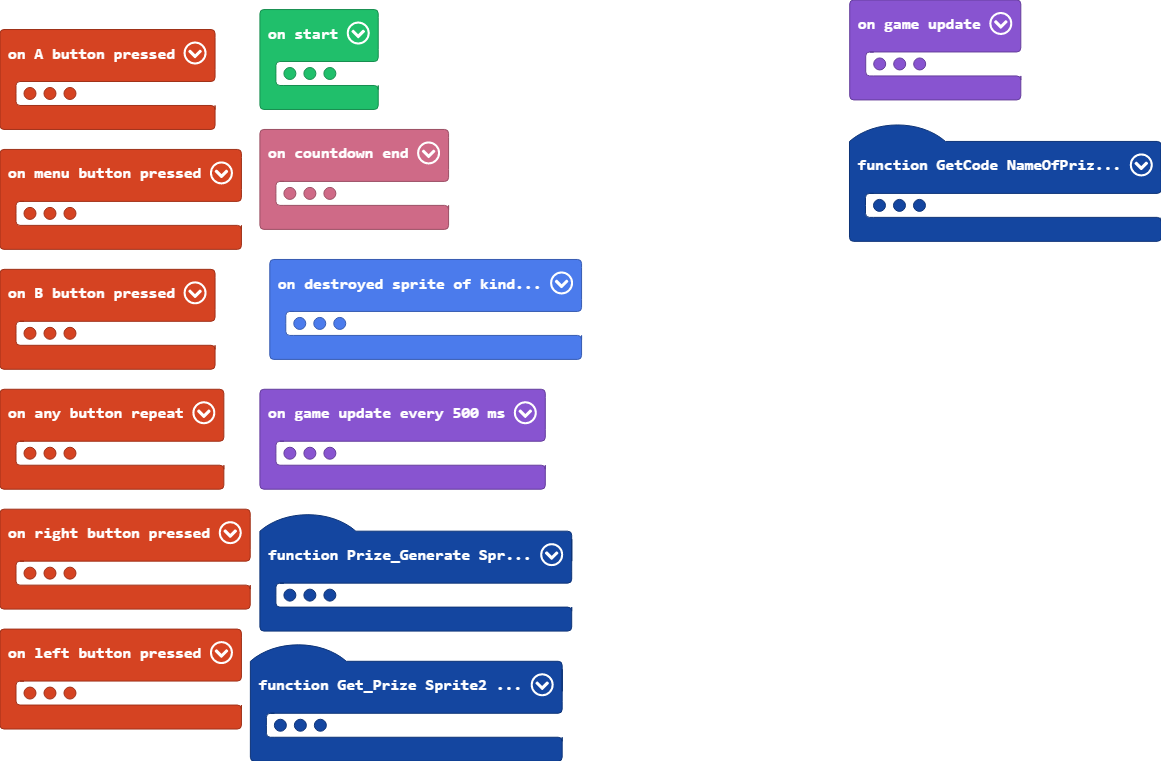 on A button pressed
on menu button pressed
on B button pressed
on any button repeat
on right button pressed
on left button pressed
on start
on countdown end
on destroyed sprite of kind...
on game update every 500 ms
function Prize_Generate Spr...
function Get_Prize Sprite2 ...
on game update
function GetCode NameOfPriz...